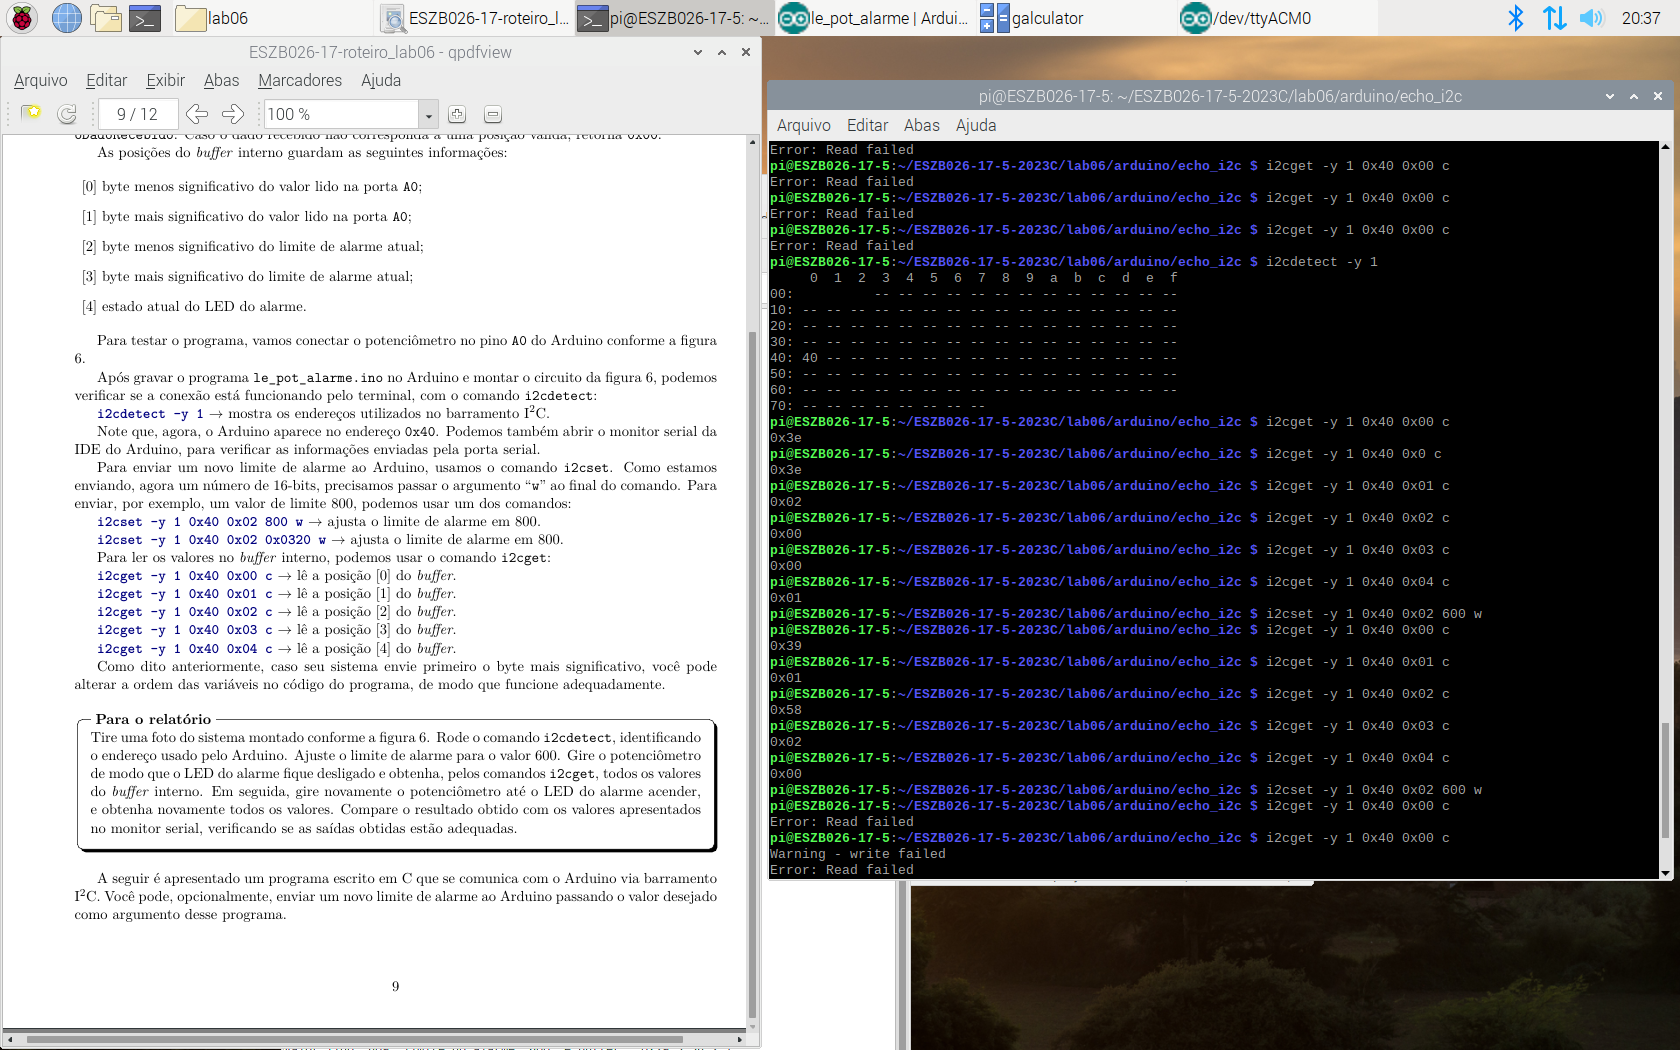 lab06
ESZB026-17-roteiro_l...
pi@ESZB026-17-5: ~...
le_pot_alarme | Ardui...
galculator
/dev/ttyACM0
20:37
ESZB026-17-roteiro_lab06 - qpdfview
Arquivo Editar Exibir Abas Marcadores Ajuda
9 / 12
100 %
obadoRecebido. Caso o dado recebido não corresponda a uma posição válida, retorna 0x00.
As posições do buffer interno guardam as seguintes informações:
[0] byte menos significativo do valor lido na porta A0;
[1] byte mais significativo do valor lido na porta A0;
[2] byte menos significativo do limite de alarme atual;
[3] byte mais significativo do limite de alarme atual;
[4] estado atual do LED do alarme.
Para testar o programa, vamos conectar o potenciômetro no pino A0 do Arduino conforme a figura
6.
Após gravar o programa le_pot_alarme.ino no Arduino e montar o circuito da figura 6, podemos
verificar se a conexão está funcionando pelo terminal, com o comando i2cdetect:
i2cdetect -y 1 → mostra os endereços utilizados no barramento I²C.
Note que, agora, o Arduino aparece no endereço 0x40. Podemos também abrir o monitor serial da
IDE do Arduino, para verificar as informações enviadas pela porta serial.
Para enviar um novo limite de alarme ao Arduino, usamos o comando i2cset. Como estamos
enviando, agora um número de 16-bits, precisamos passar o argumento “w” ao final do comando. Para
enviar, por exemplo, um valor de limite 800, podemos usar um dos comandos:
i2cset -y 1 0x40 0x02 800 w → ajusta o limite de alarme em 800.
i2cset -y 1 0x40 0x02 0x0320 w → ajusta o limite de alarme em 800.
Para ler os valores no buffer interno, podemos usar o comando i2cget:
i2cget -y 1 0x40 0x00 c → lê a posição [0] do buffer.
i2cget -y 1 0x40 0x01 c → lê a posição [1] do buffer.
i2cget -y 1 0x40 0x02 c → lê a posição [2] do buffer.
i2cget -y 1 0x40 0x03 c → lê a posição [3] do buffer.
i2cget -y 1 0x40 0x04 c → lê a posição [4] do buffer.
Como dito anteriormente, caso seu sistema envie primeiro o byte mais significativo, você pode
alterar a ordem das variáveis no código do programa, de modo que funcione adequadamente.
Para o relatório
Tire uma foto do sistema montado conforme a figura 6. Rode o comando i2cdetect, identificando
o endereço usado pelo Arduino. Ajuste o limite de alarme para o valor 600. Gire o potenciômetro
de modo que o LED do alarme fique desligado e obtenha, pelos comandos i2cget, todos os valores
do buffer interno. Em seguida, gire novamente o potenciômetro até o LED do alarme acender,
e obtenha novamente todos os valores. Compare o resultado obtido com os valores apresentados
no monitor serial, verificando se as saídas obtidas estão adequadas.
A seguir é apresentado um programa escrito em C que se comunica com o Arduino via barramento
I²C. Você pode, opcionalmente, enviar um novo limite de alarme ao Arduino passando o valor desejado
como argumento desse programa.
9
pi@ESZB026-17-5: ~/ESZB026-17-5-2023C/lab06/arduino/echo_i2c
Arquivo Editar Abas Ajuda
Error: Read failed
pi@ESZB026-17-5:~/ESZB026-17-5-2023C/lab06/arduino/echo_i2c $ i2cget -y 1 0x40 0x00 c
Error: Read failed
pi@ESZB026-17-5:~/ESZB026-17-5-2023C/lab06/arduino/echo_i2c $ i2cget -y 1 0x40 0x00 c
Error: Read failed
pi@ESZB026-17-5:~/ESZB026-17-5-2023C/lab06/arduino/echo_i2c $ i2cget -y 1 0x40 0x00 c
Error: Read failed
pi@ESZB026-17-5:~/ESZB026-17-5-2023C/lab06/arduino/echo_i2c $ i2cdetect -y 1
0 1 2 3 4 5 6 7 8 9 a b c d e f
00: -- -- -- -- -- -- -- -- -- -- -- -- --
10: -- -- -- -- -- -- -- -- -- -- -- -- -- -- -- --
20: -- -- -- -- -- -- -- -- -- -- -- -- -- -- -- --
30: -- -- -- -- -- -- -- -- -- -- -- -- -- -- -- --
40: 40 -- -- -- -- -- -- -- -- -- -- -- -- -- -- --
50: -- -- -- -- -- -- -- -- -- -- -- -- -- -- -- --
60: -- -- -- -- -- -- -- -- -- -- -- -- -- -- -- --
70: -- -- -- -- -- -- -- --
pi@ESZB026-17-5:~/ESZB026-17-5-2023C/lab06/arduino/echo_i2c $ i2cget -y 1 0x40 0x00 c
0x3e
pi@ESZB026-17-5:~/ESZB026-17-5-2023C/lab06/arduino/echo_i2c $ i2cget -y 1 0x40 0x0 c
0x3e
pi@ESZB026-17-5:~/ESZB026-17-5-2023C/lab06/arduino/echo_i2c $ i2cget -y 1 0x40 0x01 c
0x02
pi@ESZB026-17-5:~/ESZB026-17-5-2023C/lab06/arduino/echo_i2c $ i2cget -y 1 0x40 0x02 c
0x00
pi@ESZB026-17-5:~/ESZB026-17-5-2023C/lab06/arduino/echo_i2c $ i2cget -y 1 0x40 0x03 c
0x00
pi@ESZB026-17-5:~/ESZB026-17-5-2023C/lab06/arduino/echo_i2c $ i2cget -y 1 0x40 0x04 c
0x01
pi@ESZB026-17-5:~/ESZB026-17-5-2023C/lab06/arduino/echo_i2c $ i2cset -y 1 0x40 0x02 600 w
pi@ESZB026-17-5:~/ESZB026-17-5-2023C/lab06/arduino/echo_i2c $ i2cget -y 1 0x40 0x00 c
0x39
pi@ESZB026-17-5:~/ESZB026-17-5-2023C/lab06/arduino/echo_i2c $ i2cget -y 1 0x40 0x01 c
0x01
pi@ESZB026-17-5:~/ESZB026-17-5-2023C/lab06/arduino/echo_i2c $ i2cget -y 1 0x40 0x02 c
0x58
pi@ESZB026-17-5:~/ESZB026-17-5-2023C/lab06/arduino/echo_i2c $ i2cget -y 1 0x40 0x03 c
0x02
pi@ESZB026-17-5:~/ESZB026-17-5-2023C/lab06/arduino/echo_i2c $ i2cget -y 1 0x40 0x04 c
0x00
pi@ESZB026-17-5:~/ESZB026-17-5-2023C/lab06/arduino/echo_i2c $ i2cset -y 1 0x40 0x02 600 w
pi@ESZB026-17-5:~/ESZB026-17-5-2023C/lab06/arduino/echo_i2c $ i2cget -y 1 0x40 0x00 c
Error: Read failed
pi@ESZB026-17-5:~/ESZB026-17-5-2023C/lab06/arduino/echo_i2c $ i2cget -y 1 0x40 0x00 c
Warning - write failed
Error: Read failed